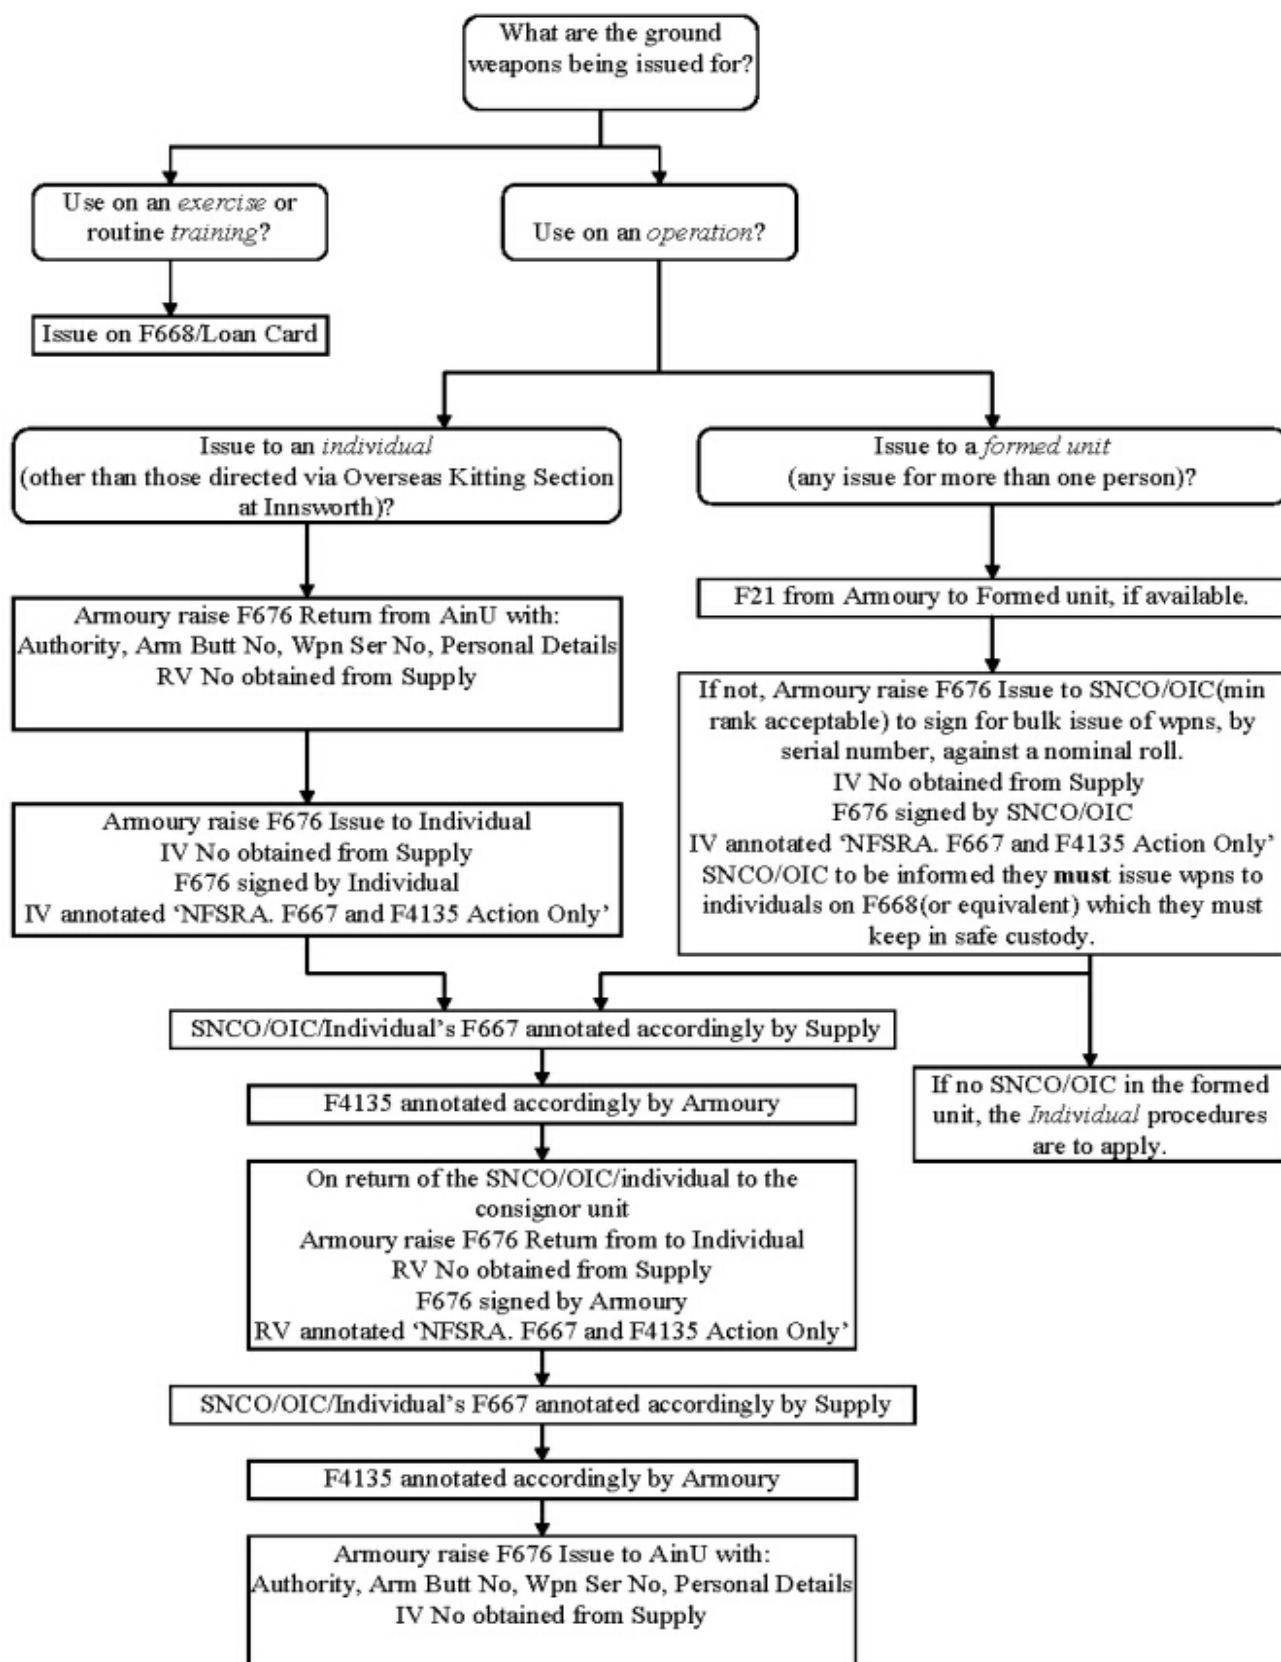 What are the ground
weapons being issued for?
Use on an exercise or
routine training?
Use on an operation?
Issue on F668/Loan Card
Issue to an individual
(other than those directed via Overseas Kitting Section
at Innsworth)?
Issue to a formed unit
(any issue for more than one person)?
Armoury raise F676 Return from AinU with:
Authority, Arm Butt No, Wpn Ser No, Personal Details
RV No obtained from Supply
F21 from Armoury to Formed unit, if available.
If not, Armoury raise F676 Issue to SNCO/OIC(min
rank acceptable) to sign for bulk issue of wpns, by
serial number, against a nominal roll.
IV No obtained from Supply
F676 signed by SNCO/OIC
IV annotated ‘NFSRA. F667 and F4135 Action Only’
SNCO/OIC to be informed they must issue wpns to
individuals on F668(or equivalent) which they must
keep in safe custody.
Armoury raise F676 Issue to Individual
IV No obtained from Supply
F676 signed by Individual
IV annotated ‘NFSRA. F667 and F4135 Action Only’
SNCO/OIC/Individual’s F667 annotated accordingly by Supply
F4135 annotated accordingly by Armoury
If no SNCO/OIC in the formed
unit, the Individual procedures
are to apply.
On return of the SNCO/OIC/individual to the
consignor unit
Armoury raise F676 Return from to Individual
RV No obtained from Supply
F676 signed by Armoury
RV annotated ‘NFSRA. F667 and F4135 Action Only’
SNCO/OIC/Individual’s F667 annotated accordingly by Supply
F4135 annotated accordingly by Armoury
Armoury raise F676 Issue to AinU with:
Authority, Arm Butt No, Wpn Ser No, Personal Details
IV No obtained from Supply